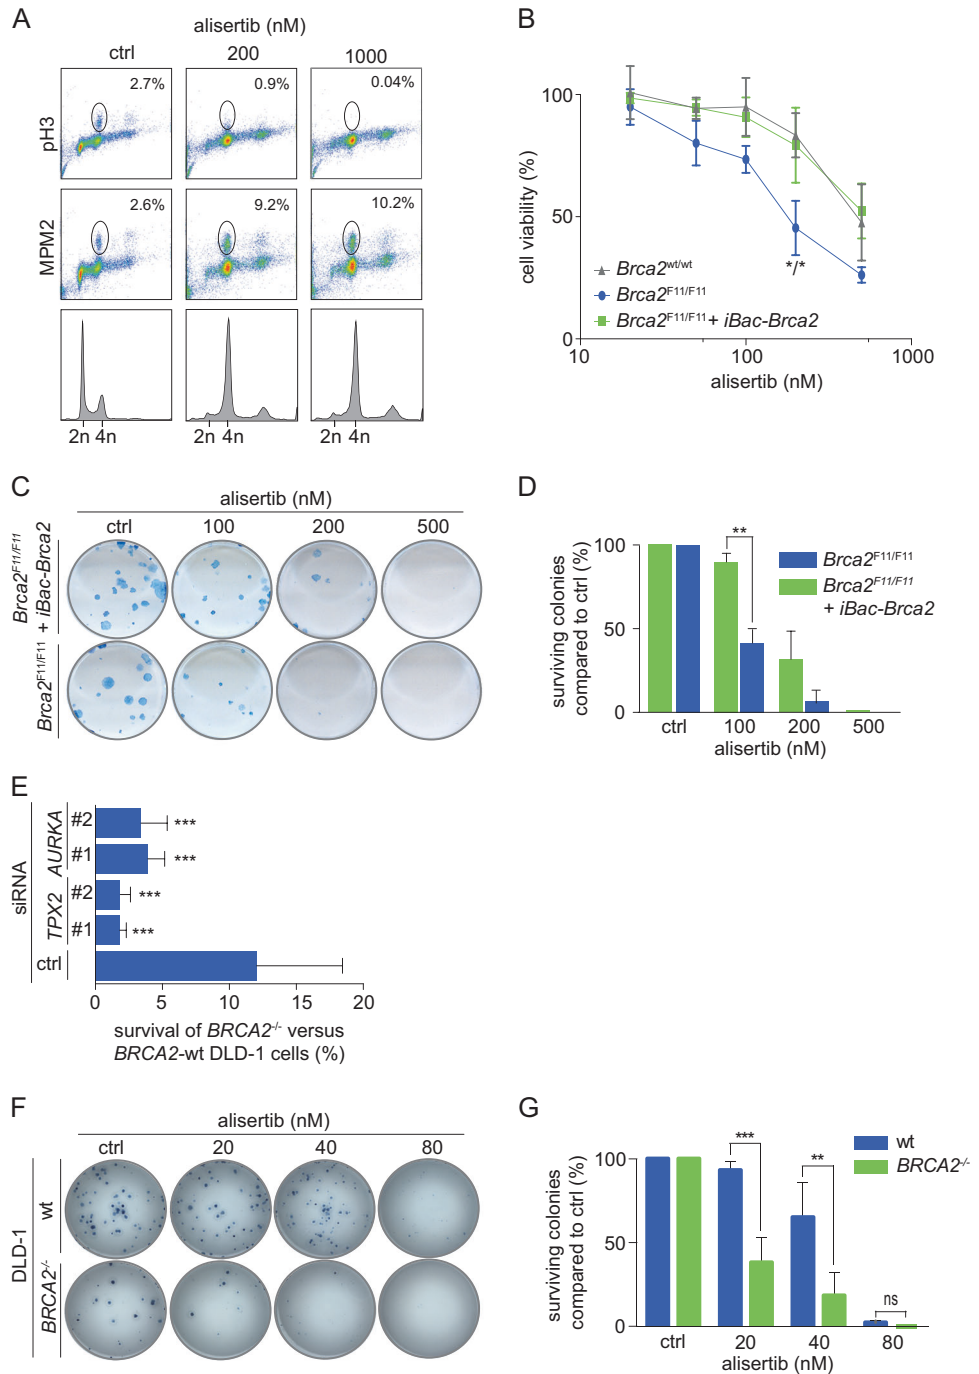 A
alisertib (nM)
ctrl
200
1000
pH3
2.7%
0.9%
0.04%
MPM2
2.6%
9.2%
10.2%
2n 4n
2n 4n
2n 4n
B
cell viability (%)
100
50
0
*/*
Brca2wt/wt
Brca2F11/F11
Brca2F11/F11 + iBac-Brca2
10
100
1000
alisertib (nM)
C
alisertib (nM)
ctrl
100
200
500
Brca2F11/F11
+ iBac-Brca2
Brca2F11/F11
D
surviving colonies
compared to ctrl (%)
100
50
0
**
Brca2F11/F11
Brca2F11/F11
+ iBac-Brca2
ctrl
100
200
500
alisertib (nM)
E
siRNA
AURKA
#2
***
#1
***
TPX2
#2
***
#1
***
ctrl
0
5
10
15
20
survival of BRCA2-/- versus
BRCA2-wt DLD-1 cells (%)
F
alisertib (nM)
ctrl
20
40
80
DLD-1
wt
BRCA2-/-
G
surviving colonies
compared to ctrl (%)
100
50
0
***
**
ns
wt
BRCA2-/-
ctrl
20
40
80
alisertib (nM)